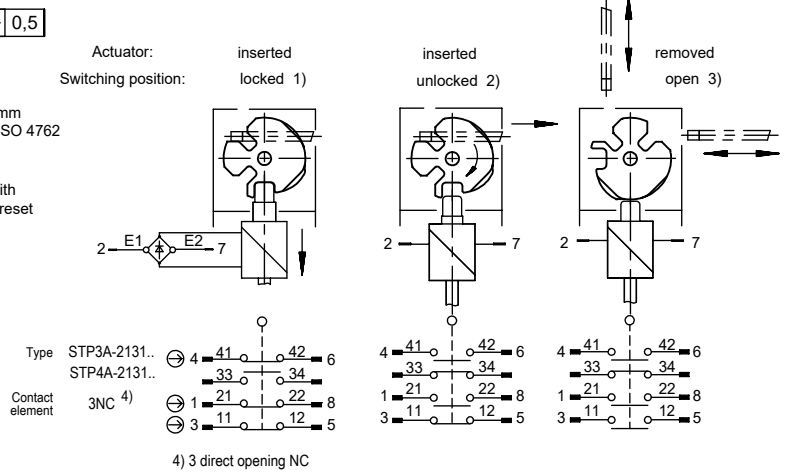 0,5
Actuator: inserted inserted removed
Switching position: locked 1) unlocked 2) open 3)
mm
ISO 4762
ith
reset
2 E1 E2 7 2 7 2 7
Type STP3A-2131.. 4 41 42 6 4 41 42 6 4 41 42 6
STP4A-2131.. 33 34 33 34 33 34
Contact element 3NC 4) 1 21 22 8 1 21 22 8 1 21 22 8
3 11 12 5 3 11 12 5 3 11 12 5
4) 3 direct opening NC